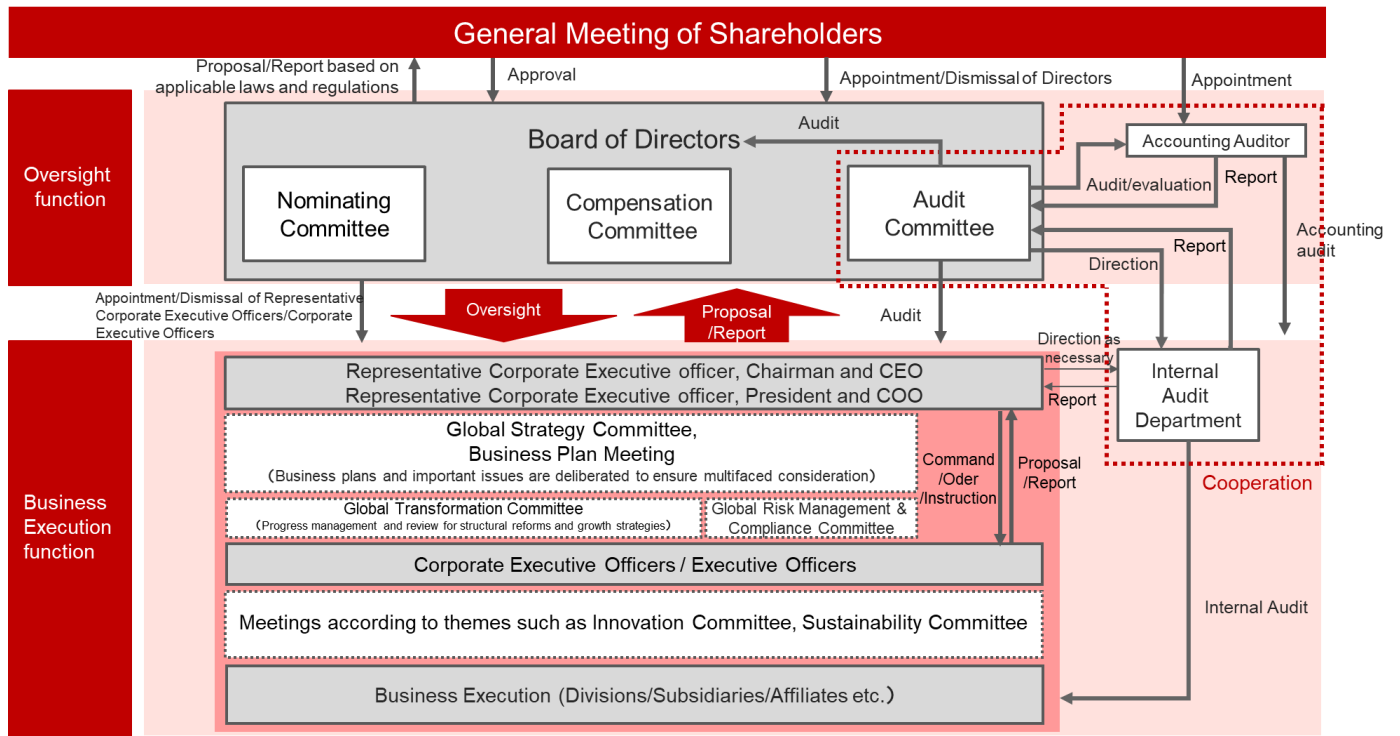 General Meeting of Shareholders
Proposal/Report based on
applicable laws and regulations
Approval
Appointment/Dismissal of Directors
Appointment
Oversight
function
Board of Directors
Audit
Accounting Auditor
Nominating
Committee
Compensation
Committee
Audit
Committee
Audit/evaluation
Report
Report
Direction
Accounting
audit
Appointment/Dismissal of Representative
Corporate Executive Officers/Corporate
Executive Officers
Oversight
Proposal
/Report
Audit
Business
Execution
function
Representative Corporate Executive officer, Chairman and CEO
Representative Corporate Executive officer, President and COO
Direction as
necessary
Report
Internal
Audit
Department
Global Strategy Committee,
Business Plan Meeting
(Business plans and important issues are deliberated to ensure multifaced consideration)
Command
/Oder
/Instruction
Proposal
/Report
Cooperation
Global Transformation Committee
(Progress management and review for structural reforms and growth strategies)
Global Risk Management &
Compliance Committee
Corporate Executive Officers / Executive Officers
Meetings according to themes such as Innovation Committee, Sustainability Committee
Internal Audit
Business Execution (Divisions/Subsidiaries/Affiliates etc.)